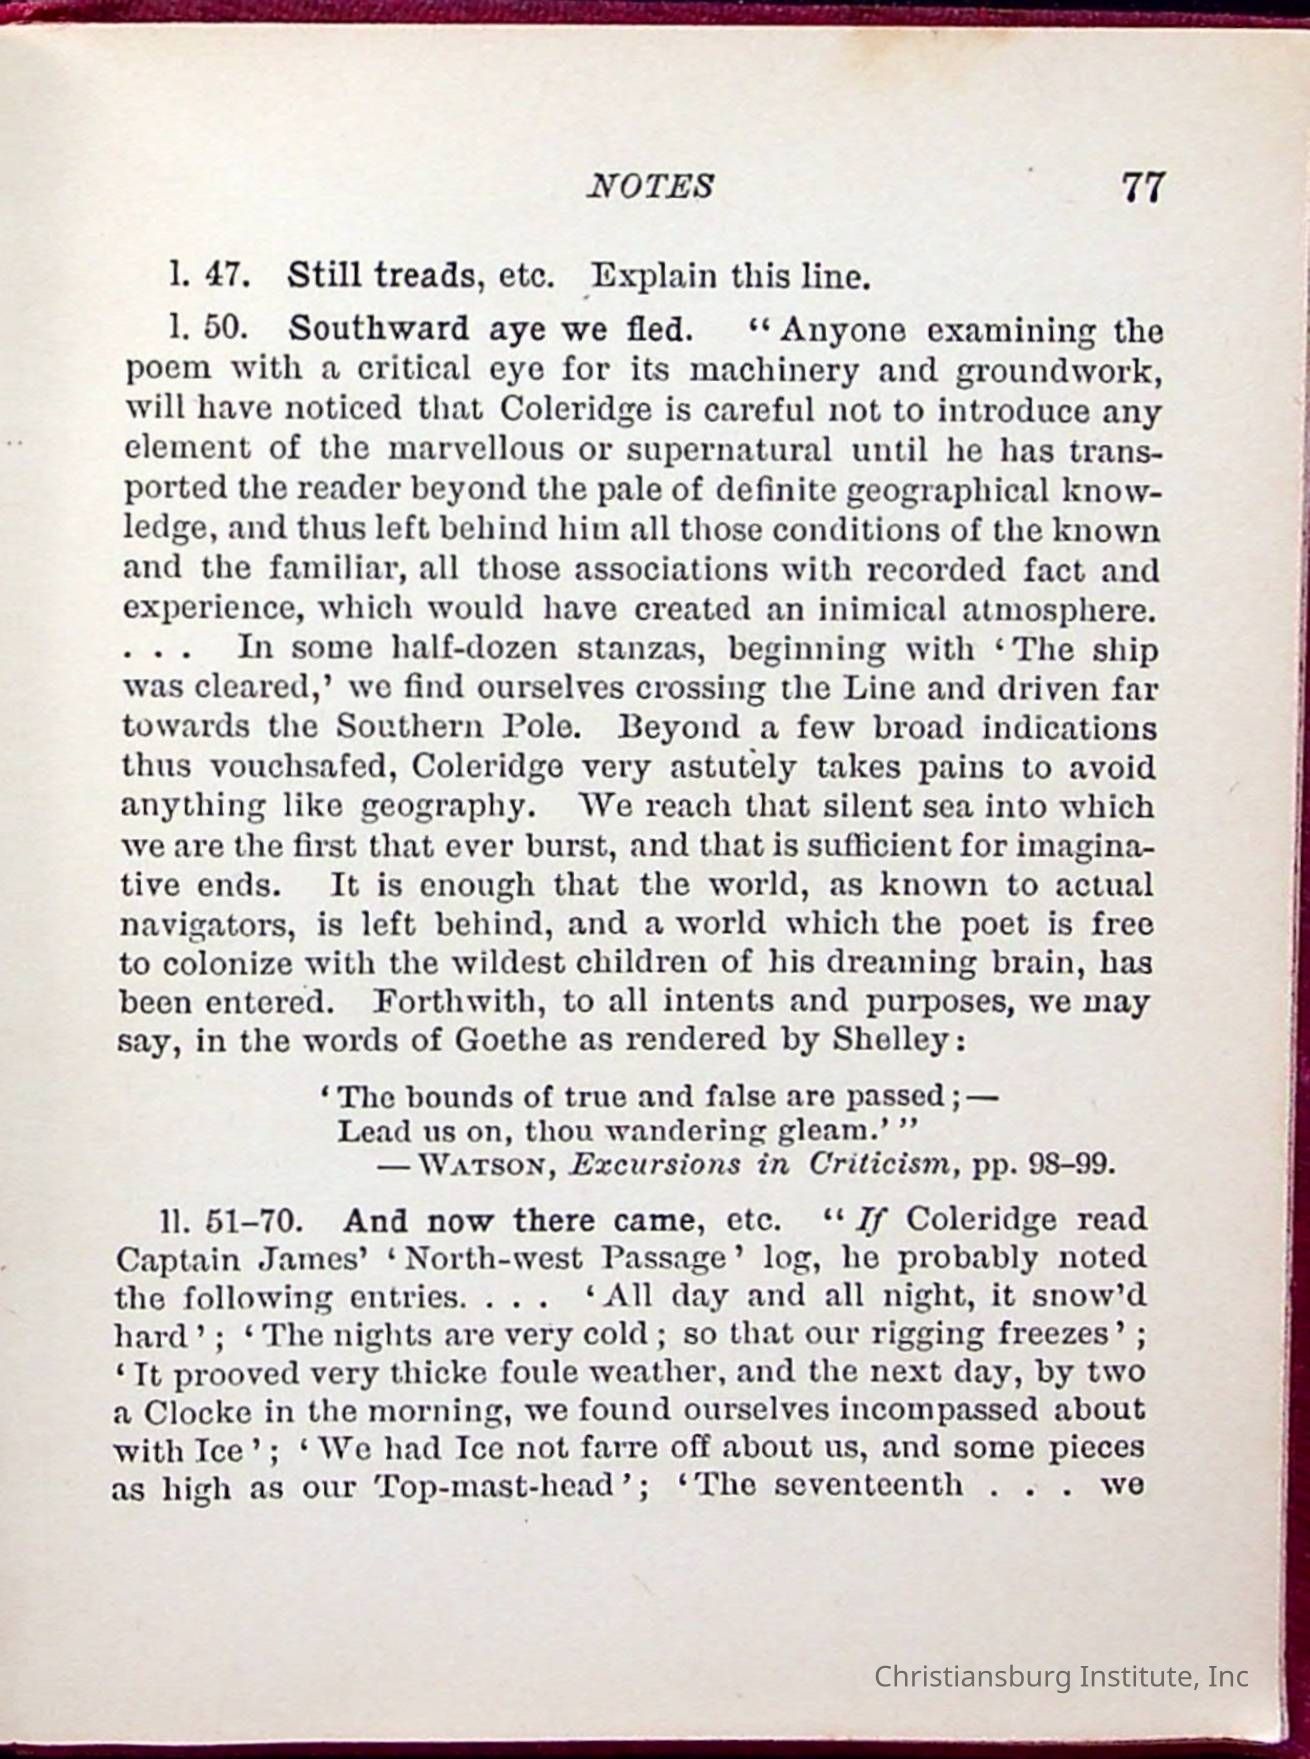 NOTES 77
l. 47. Still treads, etc. Explain this line.
l. 50. Southward aye we fled. “Anyone examining the
poem with a critical eye for its machinery and groundwork,
will have noticed that Coleridge is careful not to introduce any
element of the marvellous or supernatural until he has trans-
ported the reader beyond the pale of definite geographical know-
ledge, and thus left behind him all those conditions of the known
and the familiar, all those associations with recorded fact and
experience, which would have created an inimical atmosphere.
. . . In some half-dozen stanzas, beginning with ‘The ship
was cleared,’ we find ourselves crossing the Line and driven far
towards the Southern Pole. Beyond a few broad indications
thus vouchsafed, Coleridge very astutely takes pains to avoid
anything like geography. We reach that silent sea into which
we are the first that ever burst, and that is sufficient for imagina-
tive ends. It is enough that the world, as known to actual
navigators, is left behind, and a world which the poet is free
to colonize with the wildest children of his dreaming brain, has
been entered. Forthwith, to all intents and purposes, we may
say, in the words of Goethe as rendered by Shelley:
‘The bounds of true and false are passed;—
Lead us on, thou wandering gleam.’”
— WATSON, Excursions in Criticism, pp. 98–99.
ll. 51–70. And now there came, etc. “If Coleridge read
Captain James’ ‘North-west Passage’ log, he probably noted
the following entries. . . . ‘All day and all night, it snow’d
hard’; ‘The nights are very cold; so that our rigging freezes’;
‘It prooved very thicke foule weather, and the next day, by two
a Clocke in the morning, we found ourselves incompassed about
with Ice’; ‘We had Ice not farre off about us, and some pieces
as high as our Top-mast-head’; ‘The seventeenth . . . we
Christiansburg Institute, Inc